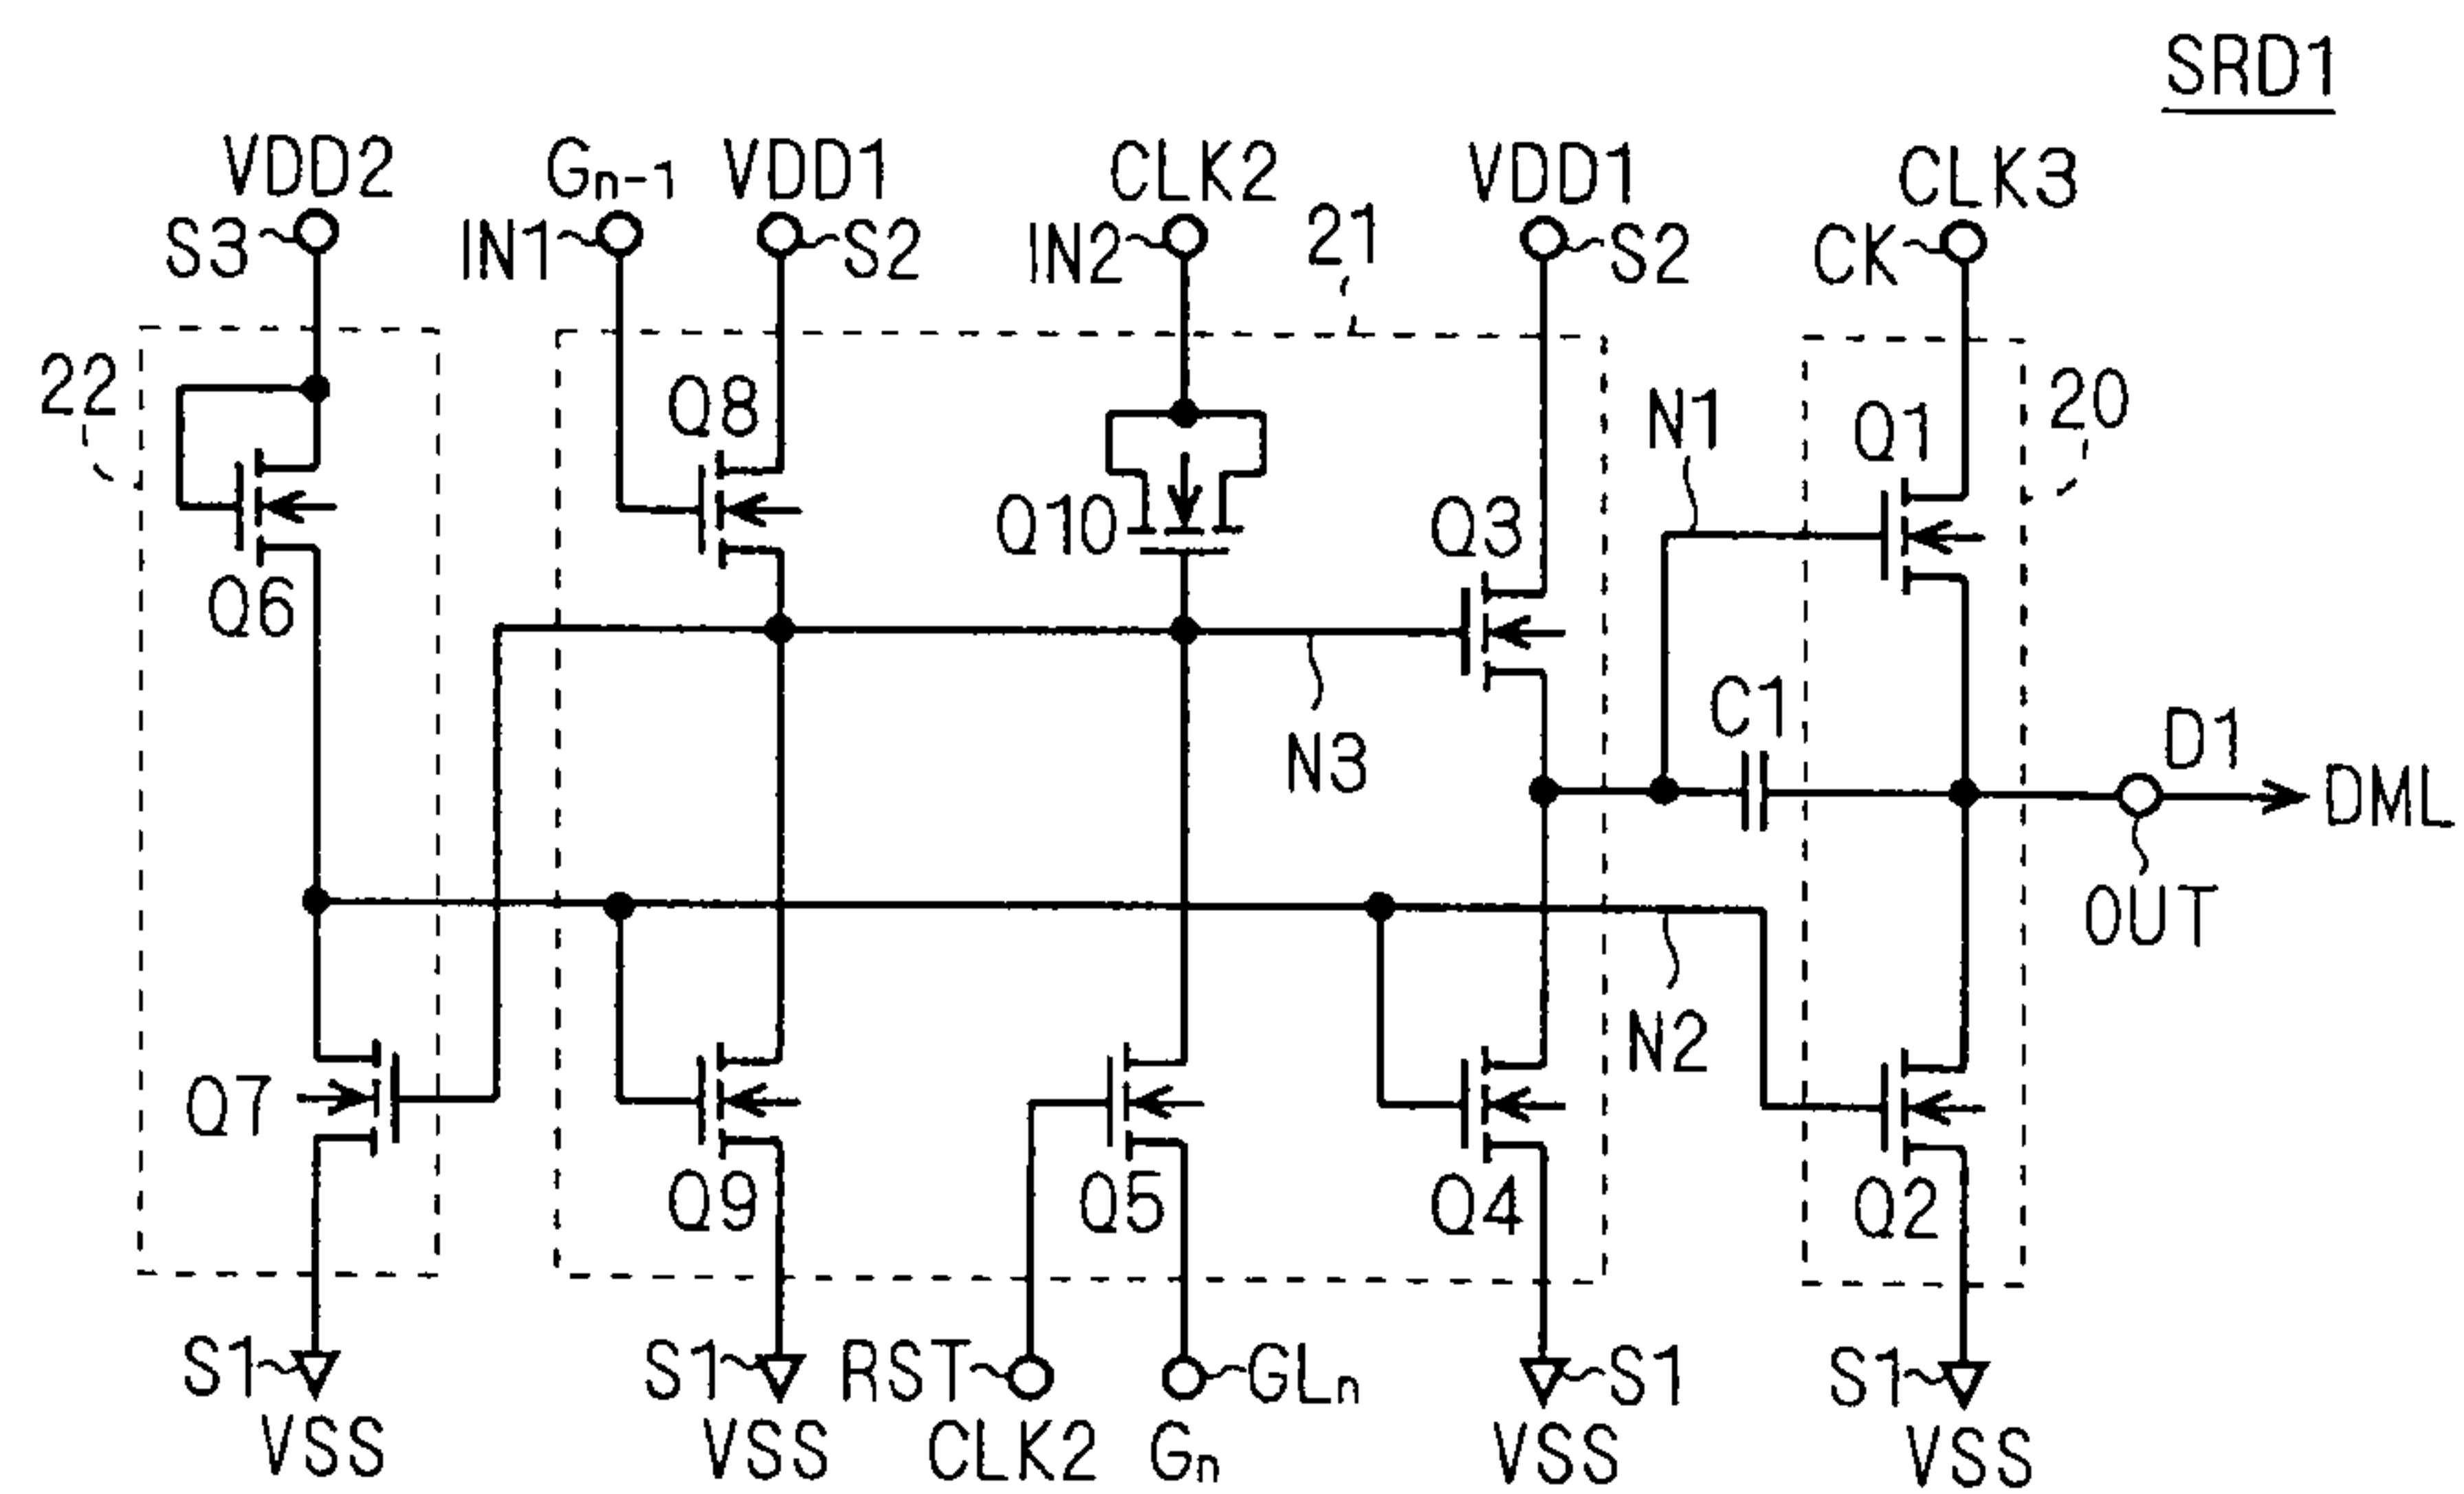 SRD1
VDD2 Gn-1 VDD1 CLK2 VDD1 CLK3
S3 IN1 S2 IN2 21 S2 CK
22 Q8 N1 Q1 20
Q10 Q3
Q6
C1 D1
N3 DML
OUT
N2
Q7 Q9 Q5 Q4 Q2
S1 S1 RST GLn S1 S1
VSS VSS CLK2 Gn VSS VSS